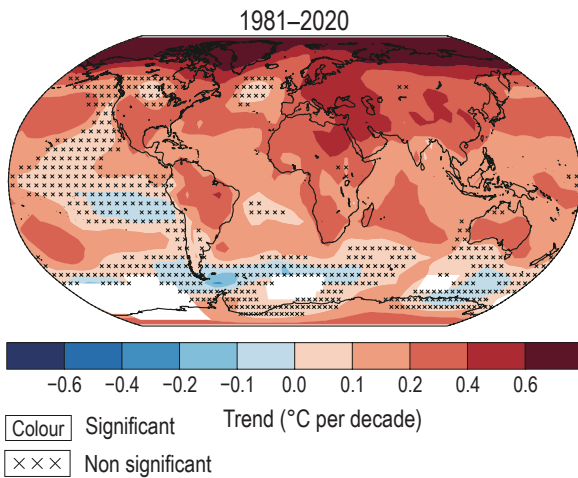 1981–2020
−0.6 −0.4 −0.2 −0.1 0.0 0.1 0.2 0.4 0.6
Trend (°C per decade)
Colour Significant
××× Non significant